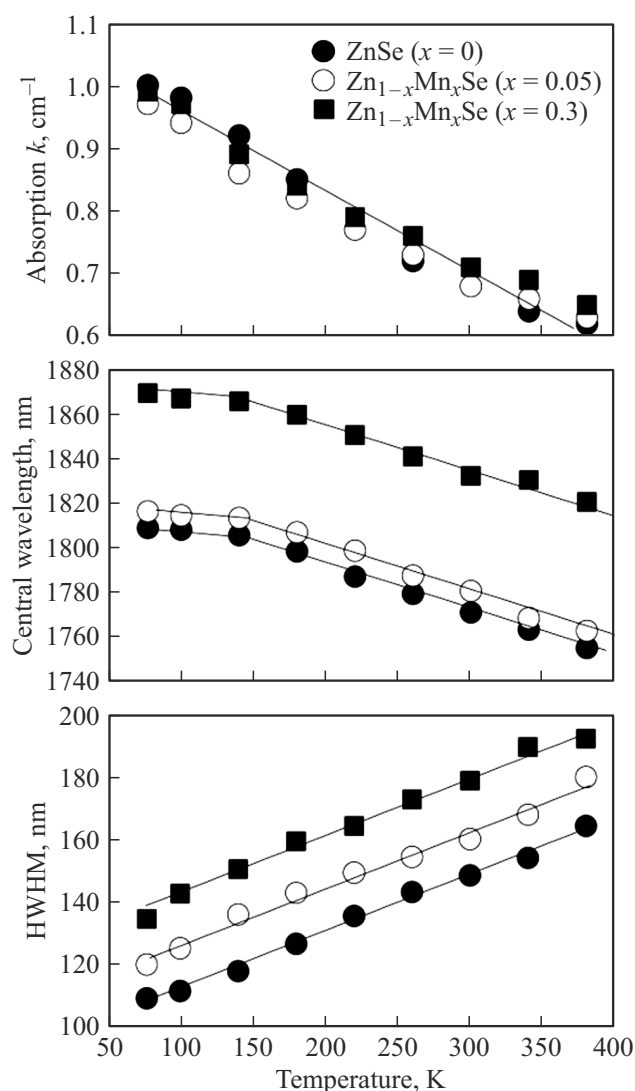 1.1
1.0
0.9
0.8
0.7
0.6
Absorption k, cm⁻¹
ZnSe (x = 0)
Zn₁₋ₓMnₓSe (x = 0.05)
Zn₁₋ₓMnₓSe (x = 0.3)
1880
1860
1840
1820
1800
1780
1760
1740
Central wavelength, nm
200
180
160
140
120
100
HWHM, nm
50 100 150 200 250 300 350 400
Temperature, K